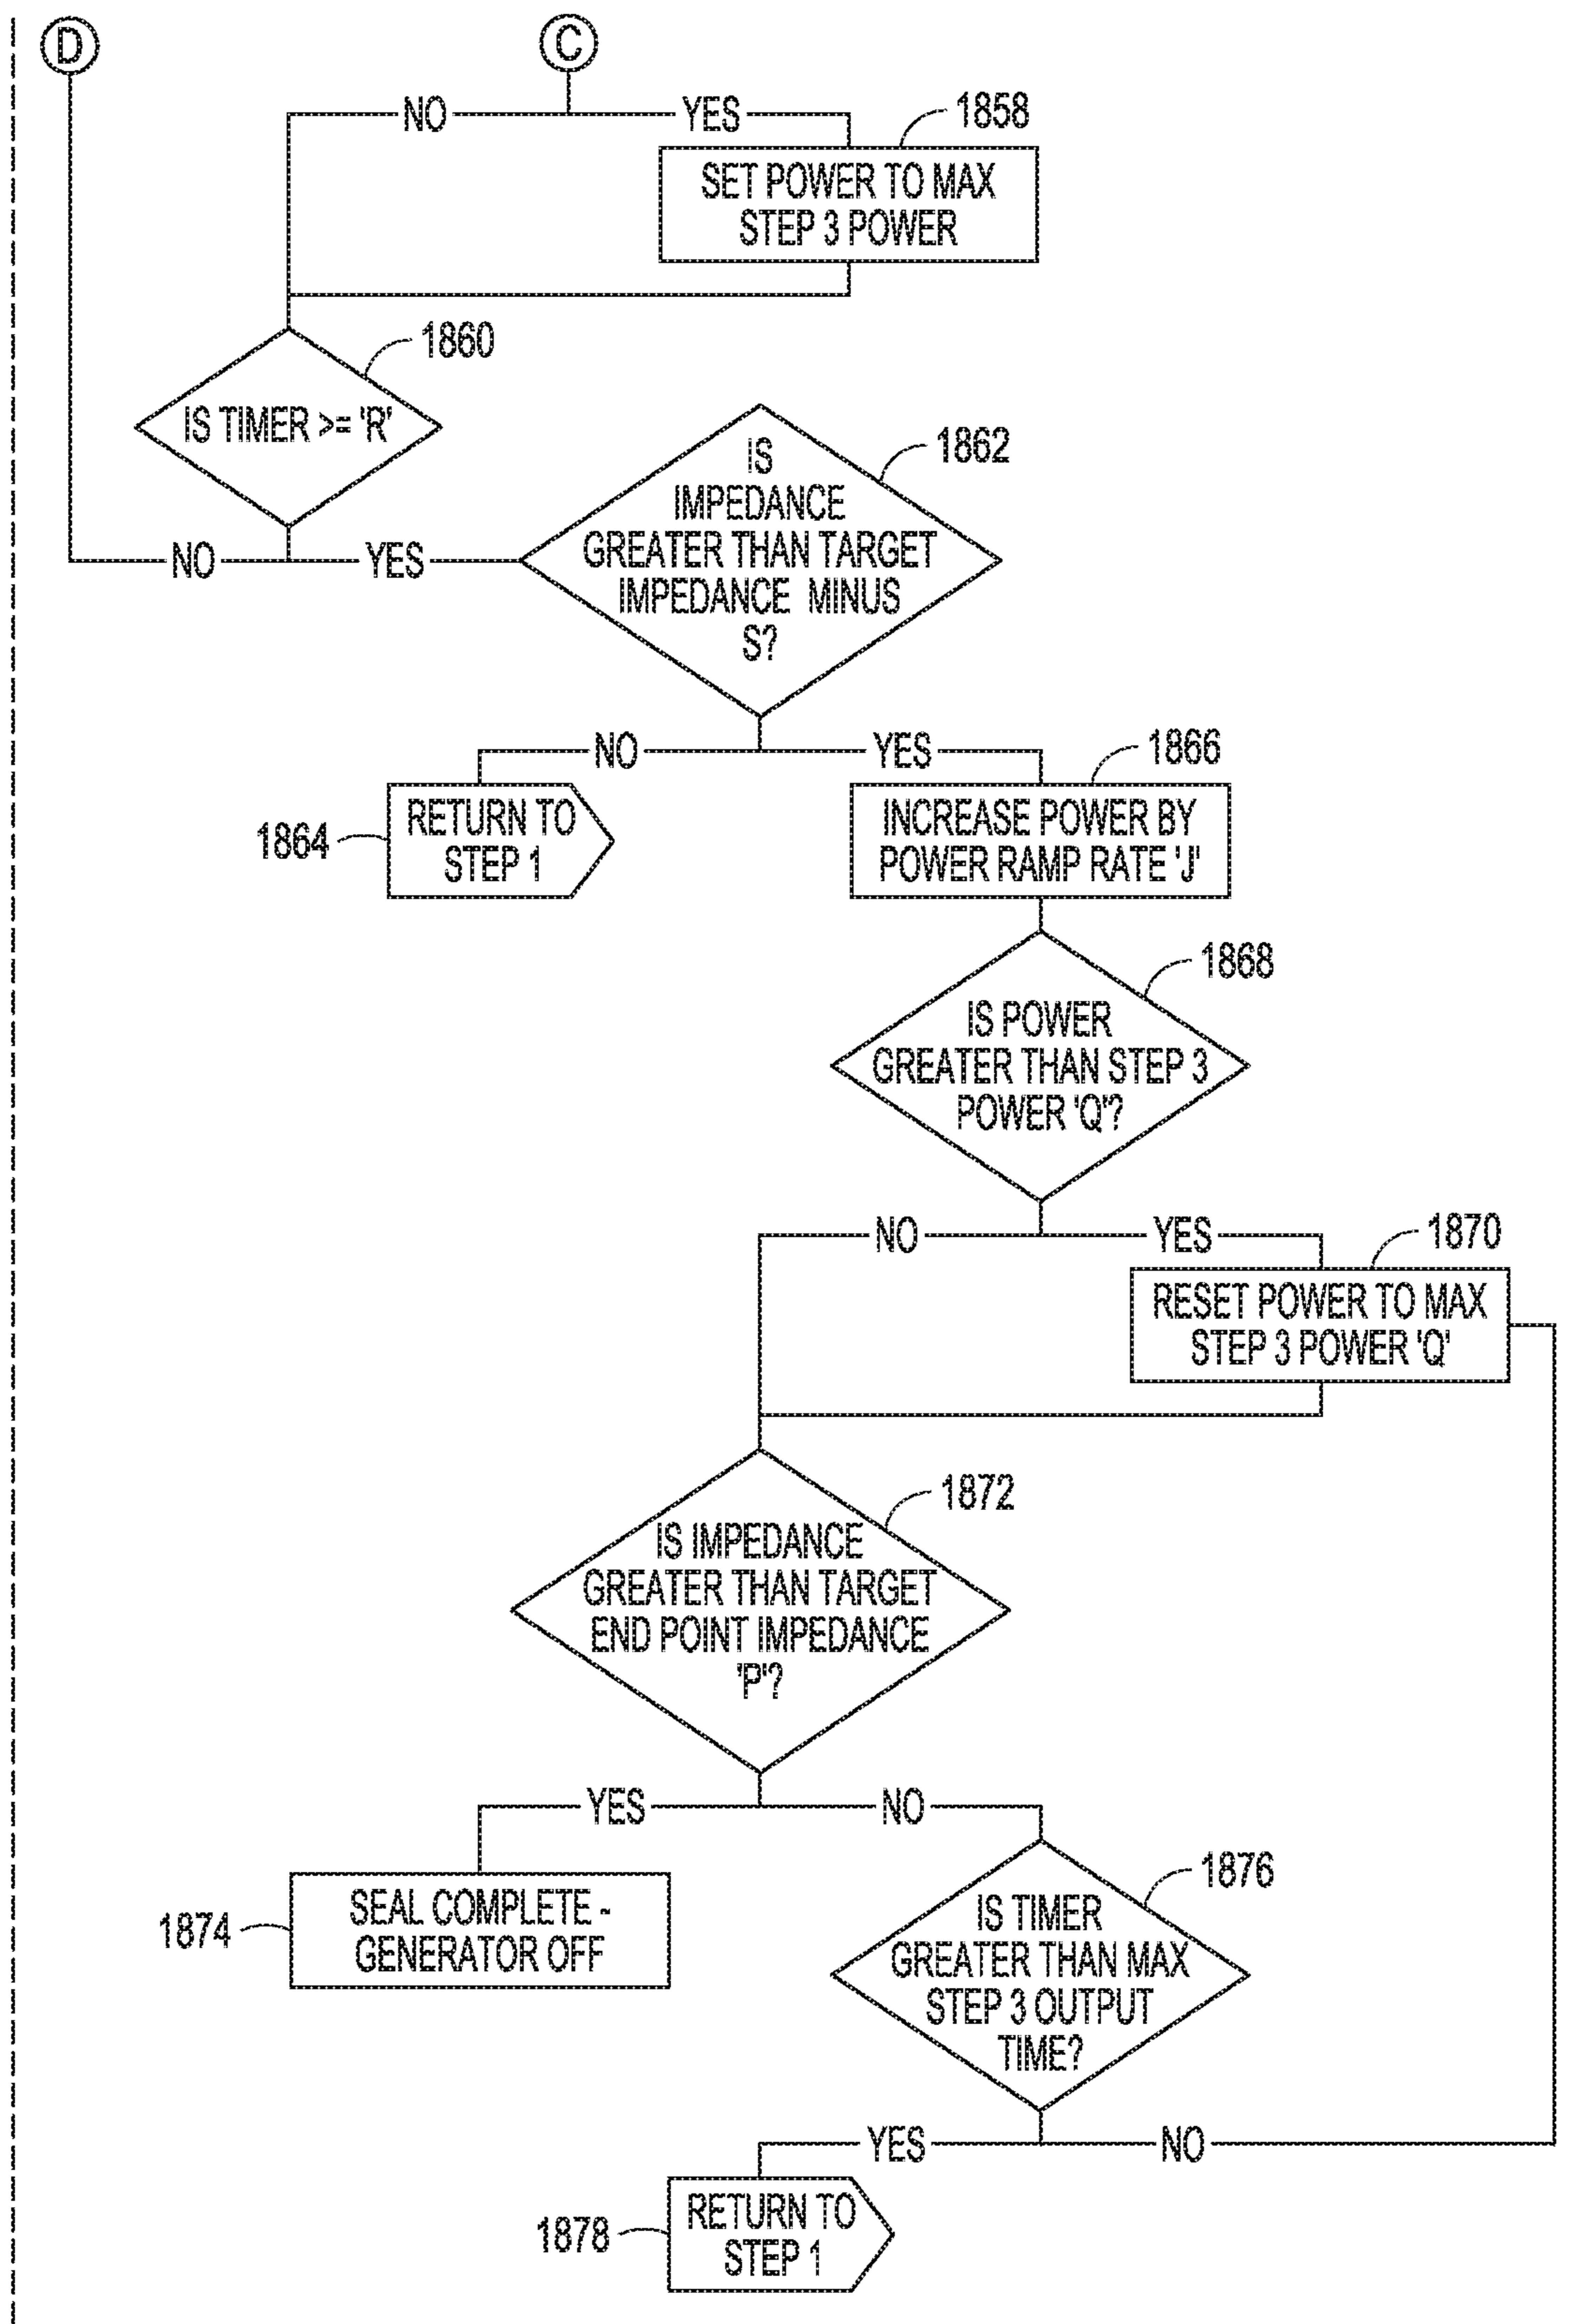 D
C
NO
YES
1858
SET POWER TO MAX
STEP 3 POWER
1860
IS TIMER >= 'R'
NO
YES
1862
IS
IMPEDANCE
GREATER THAN TARGET
IMPEDANCE MINUS
S?
NO
YES
1864
RETURN TO
STEP 1
1866
INCREASE POWER BY
POWER RAMP RATE 'J'
1868
IS POWER
GREATER THAN STEP 3
POWER 'Q'?
NO
YES
1870
RESET POWER TO MAX
STEP 3 POWER 'Q'
1872
IS IMPEDANCE
GREATER THAN TARGET
END POINT IMPEDANCE
'P'?
YES
NO
1874
SEAL COMPLETE -
GENERATOR OFF
1876
IS TIMER
GREATER THAN MAX
STEP 3 OUTPUT
TIME?
YES
NO
1878
RETURN TO
STEP 1